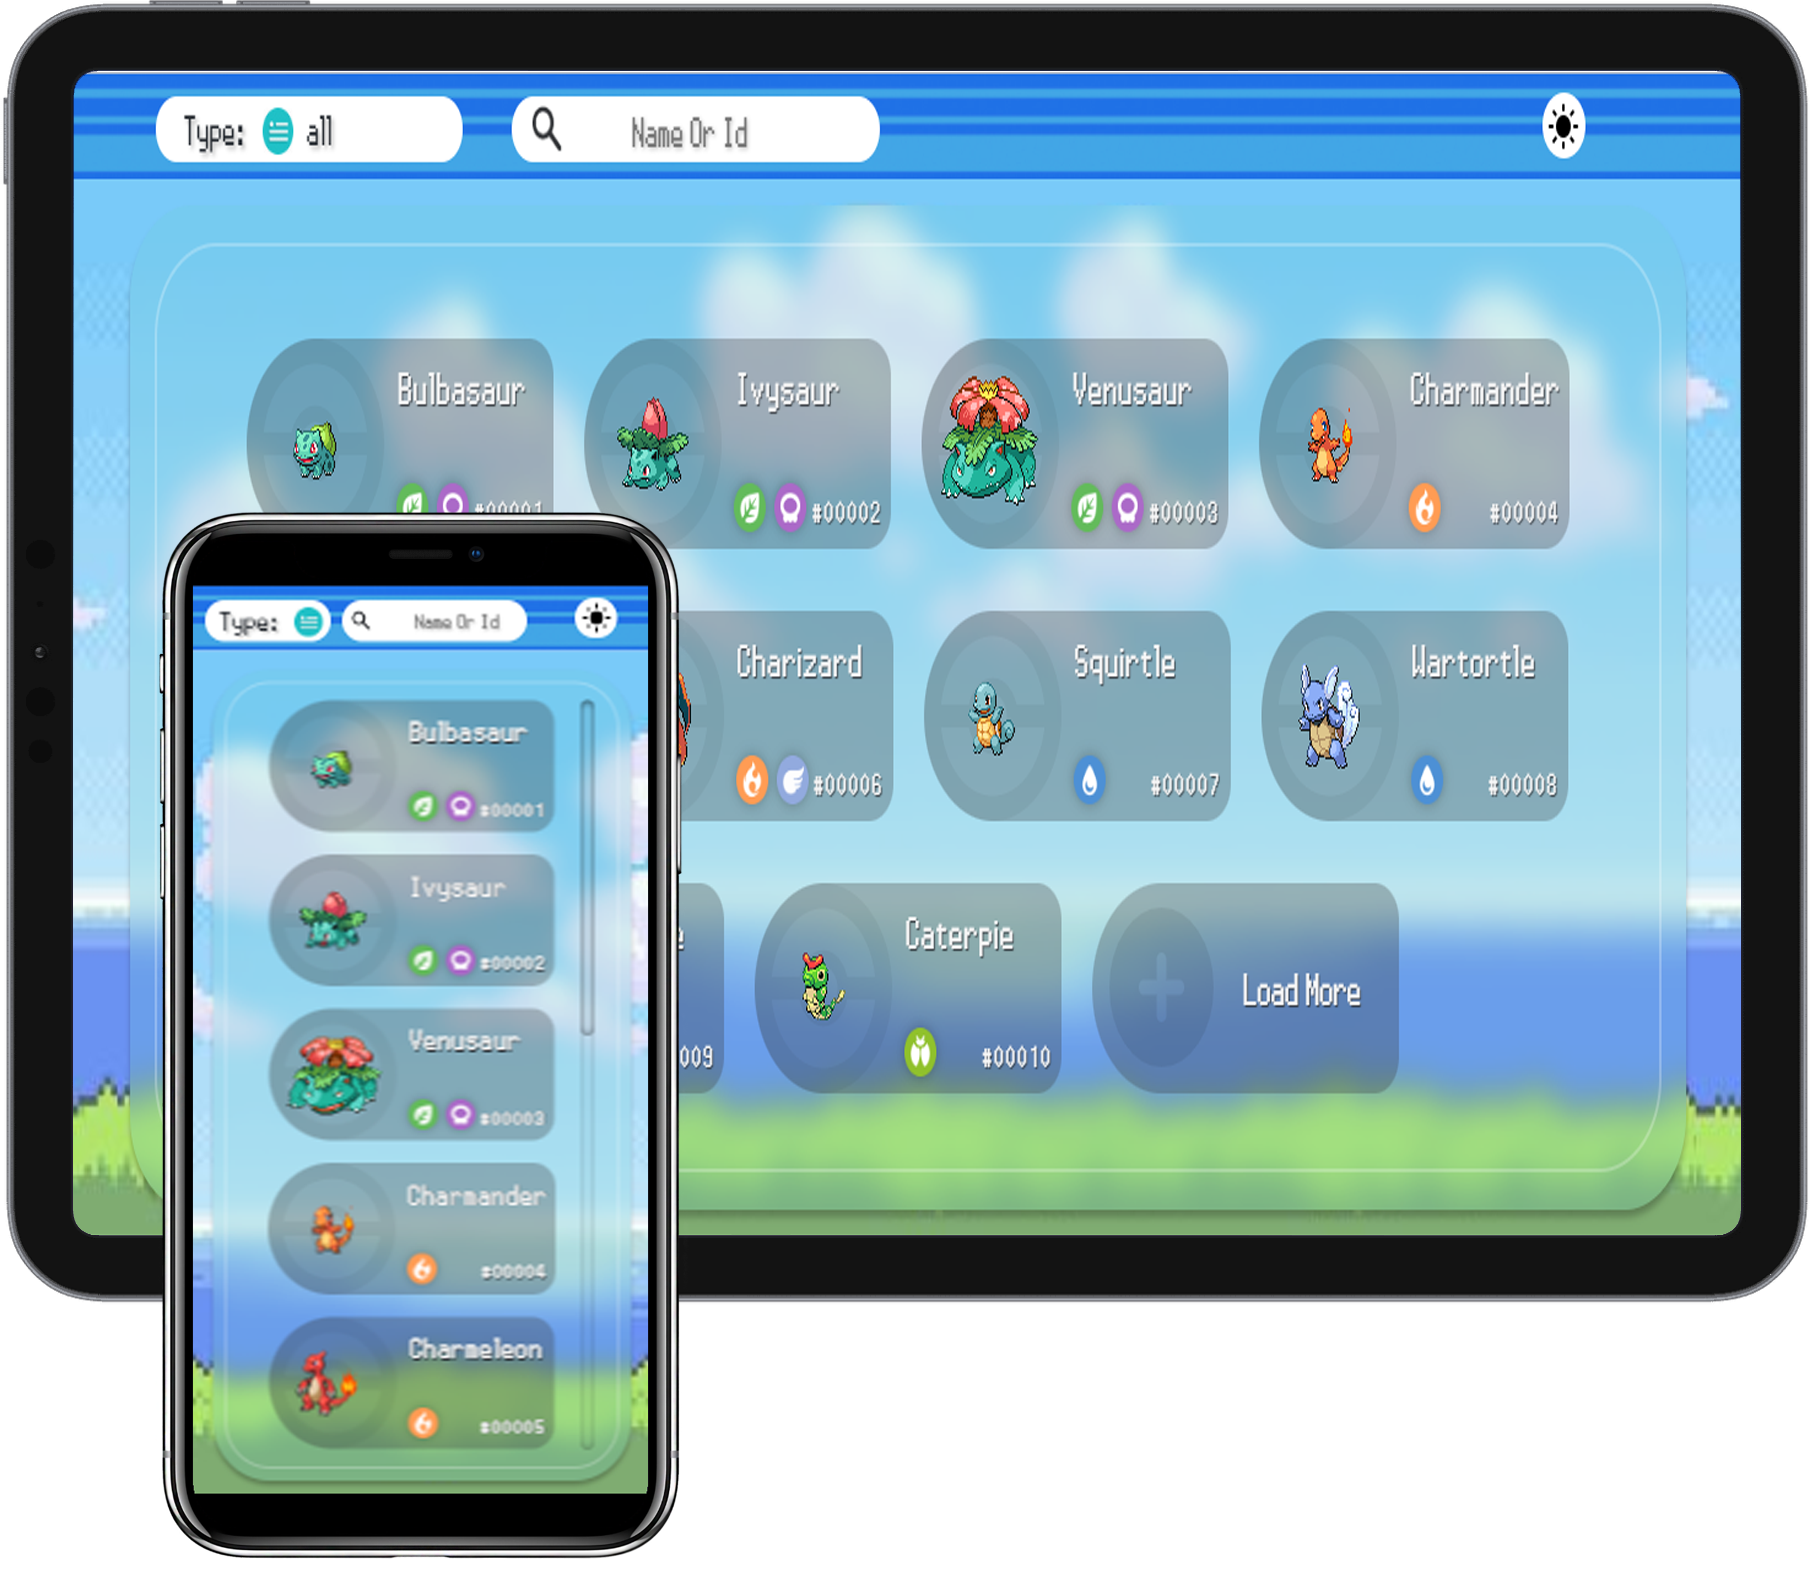 Type: all
Name Or Id
Bulbasaur
#00001
Ivysaur
#00002
Venusaur
#00003
Charmander
#00004
Charizard
#00006
Squirtle
#00007
Wartortle
#00008
e
009
Caterpie
#00010
Load More
Type:
Name Or Id
Bulbasaur
#00001
Ivysaur
#00002
Venusaur
#00003
Charmander
#00004
Charmeleon
#00005